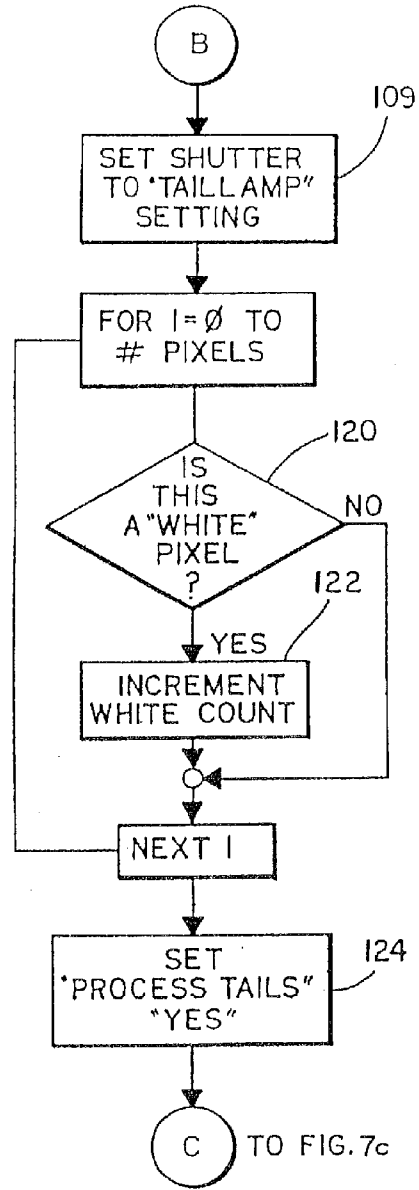 B
109
SET SHUTTER
TO "TAILLAMP"
SETTING
FOR I=Ø TO
# PIXELS
120
IS
THIS
A "WHITE"
PIXEL
?
NO
122
YES
INCREMENT
WHITE COUNT
NEXT I
124
SET
"PROCESS TAILS"
"YES"
C TO FIG. 7c